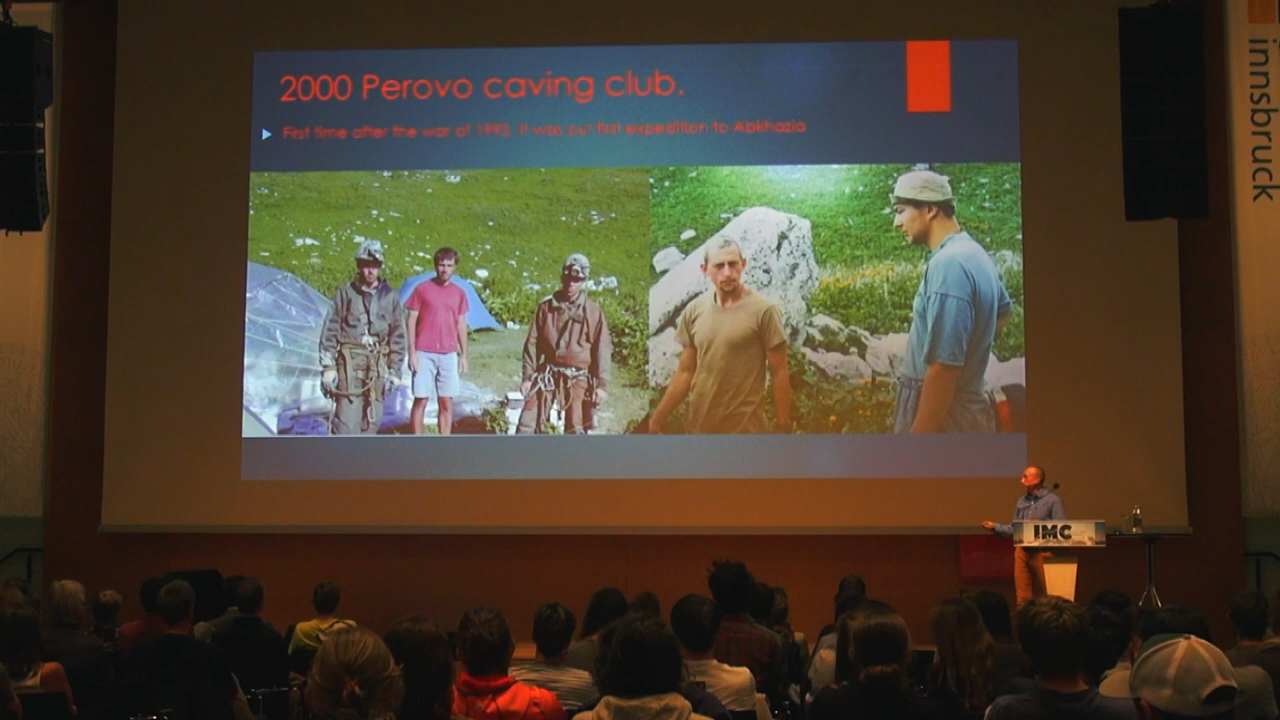 2000 Perovo caving club.
First time after the war of 1993. It was our first expedition to Abkhazia
innsbruck
IMC